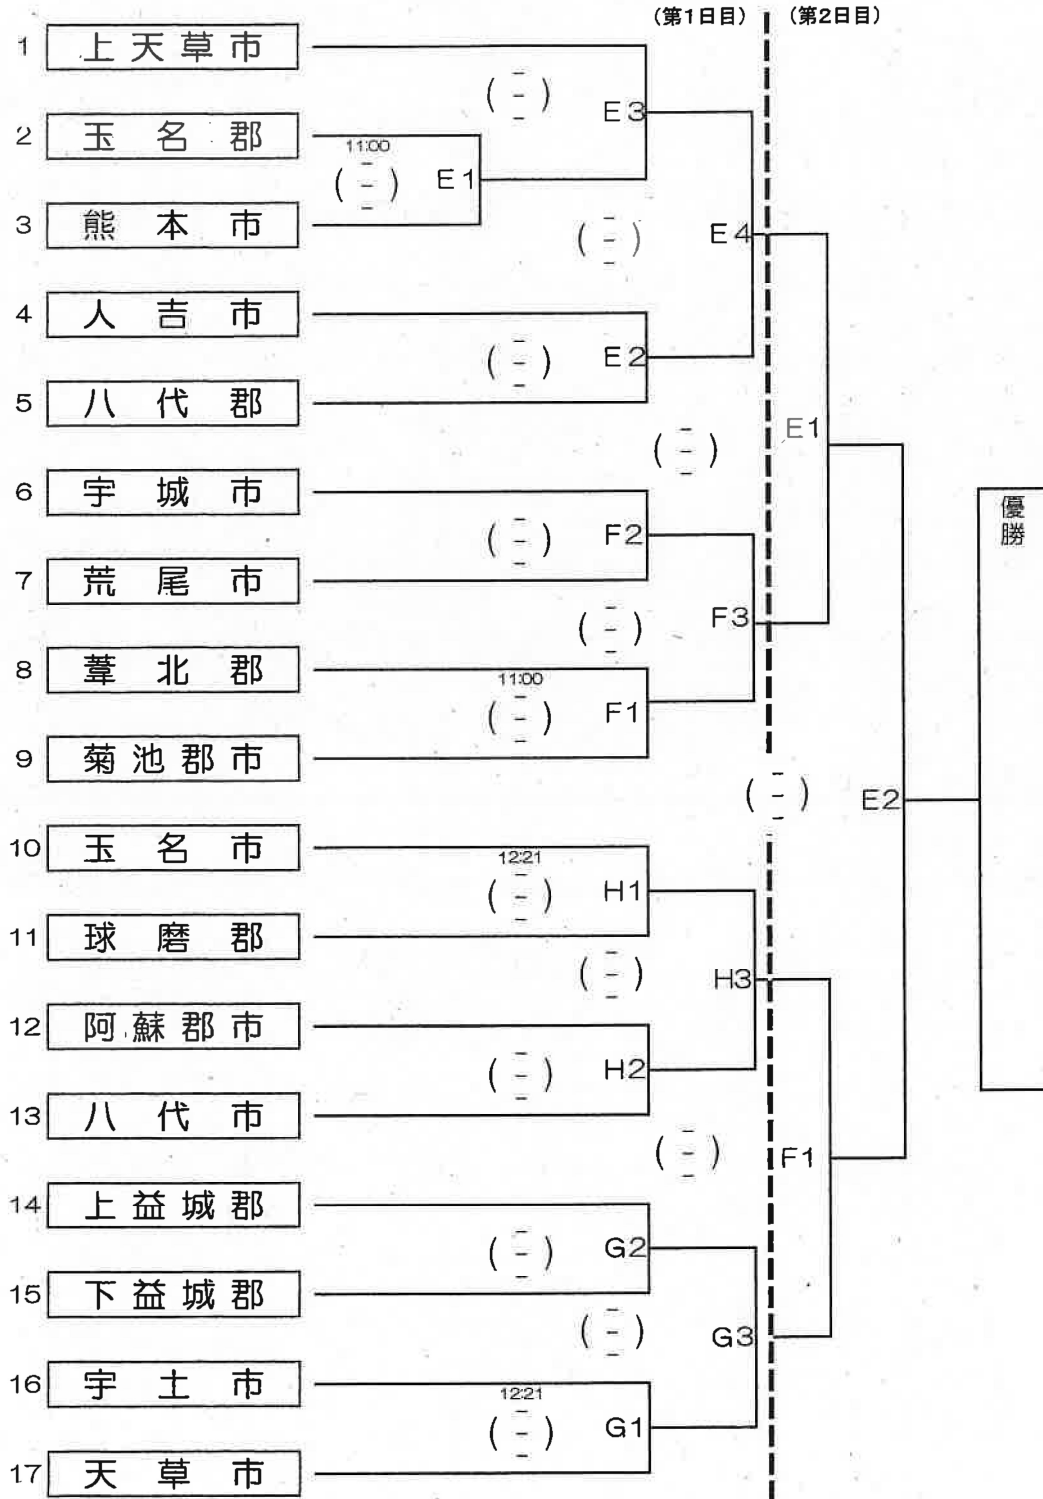 (第1日目) (第2日目)
1 上天草市
( - ) E3
2 玉名郡
11:00
( - ) E1
3 熊本市
( - ) E4
4 人吉市
( - ) E2
5 八代郡
( - ) E1
6 宇城市
( - ) F2
7 荒尾市
( - ) F3
8 葦北郡
11:00
( - ) F1
9 菊池郡市
( - ) E2
優勝
10 玉名市
12:21
( - ) H1
11 球磨郡
( - ) H3
12 阿蘇郡市
( - ) H2
13 八代市
( - ) F1
14 上益城郡
( - ) G2
15 下益城郡
( - ) G3
16 宇土市
12:21
( - ) G1
17 天草市